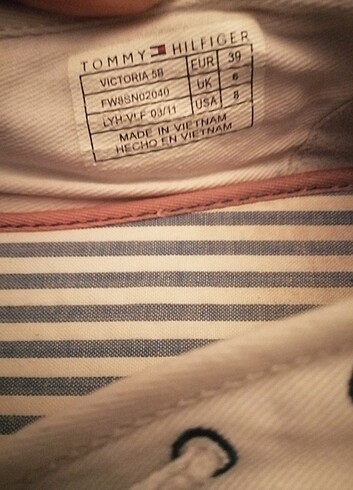 TOMMY HILFIGER
VICTORIA 5B EUR 39
FW8SN02040 UK 6
LYH-VLF 03/11 USA 8
MADE IN VIETNAM
HECHO EN VIETNAM